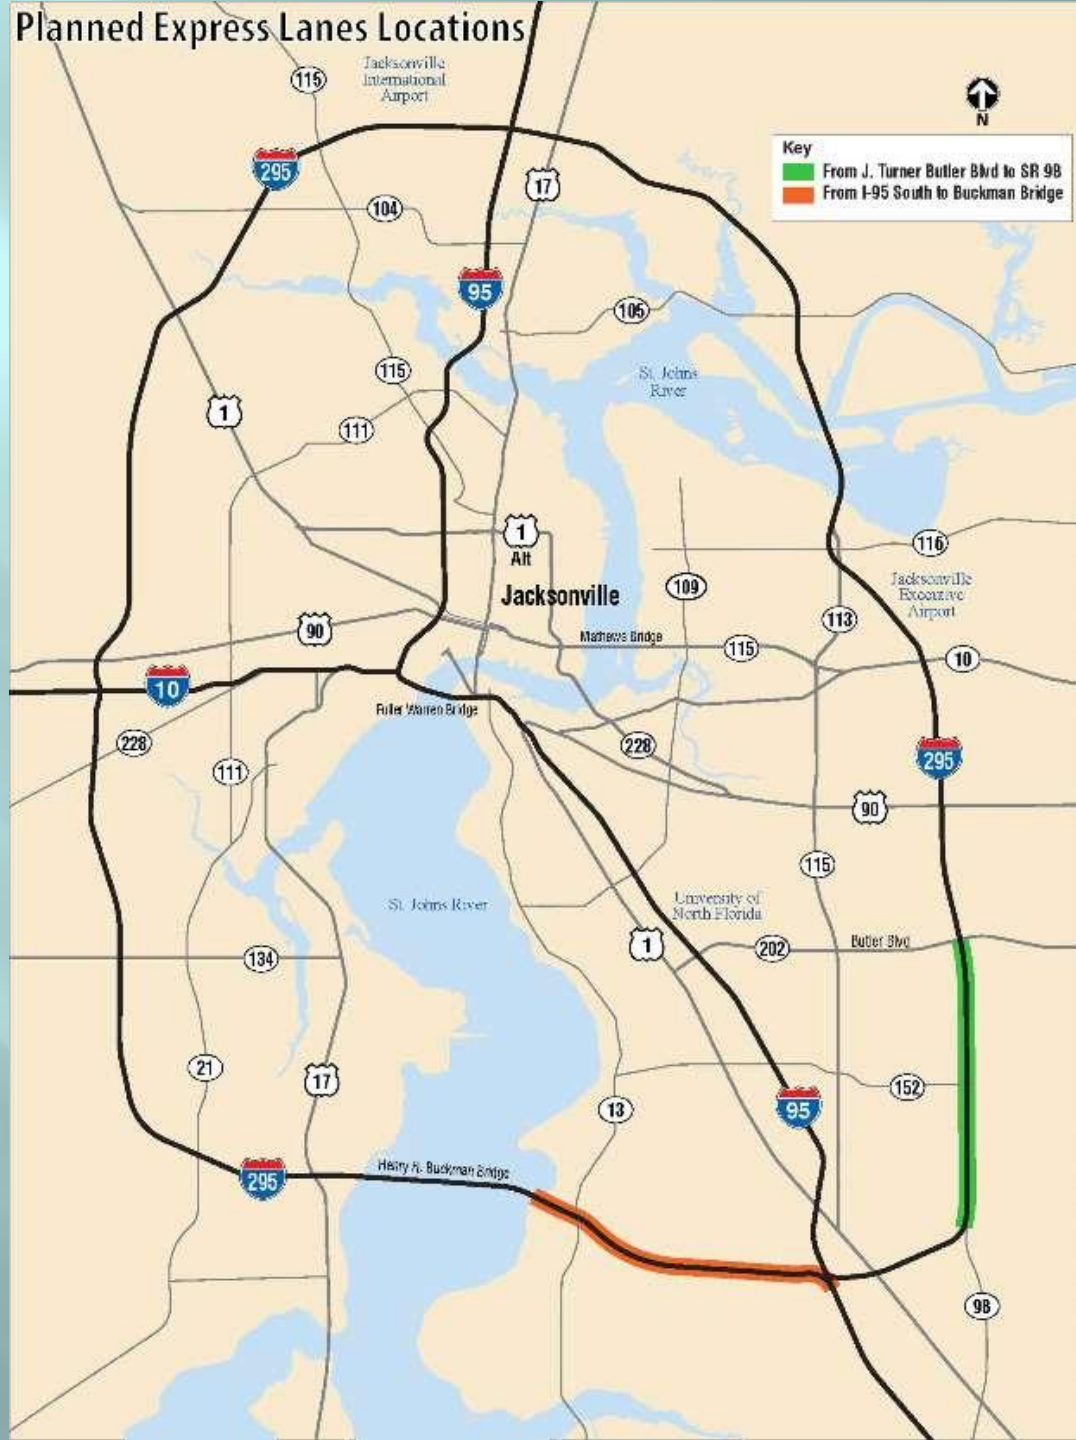 Planned Express Lanes Locations
Jacksonville
International
Airport
115
N
295
Key
From J. Turner Butler Blvd to SR 9B
From I-95 South to Buckman Bridge
17
104
95
105
115
St. Johns
River
1
111
1
Alt
116
Jacksonville
109
Jacksonville
Executive
Airport
113
90
Mathews Bridge
115
10
10
Fuller Warren Bridge
228
228
111
295
90
115
St. Johns River
University of
North Florida
1
202
Butler Blvd
134
21
17
152
13
95
Henry H. Buckman Bridge
295
9B